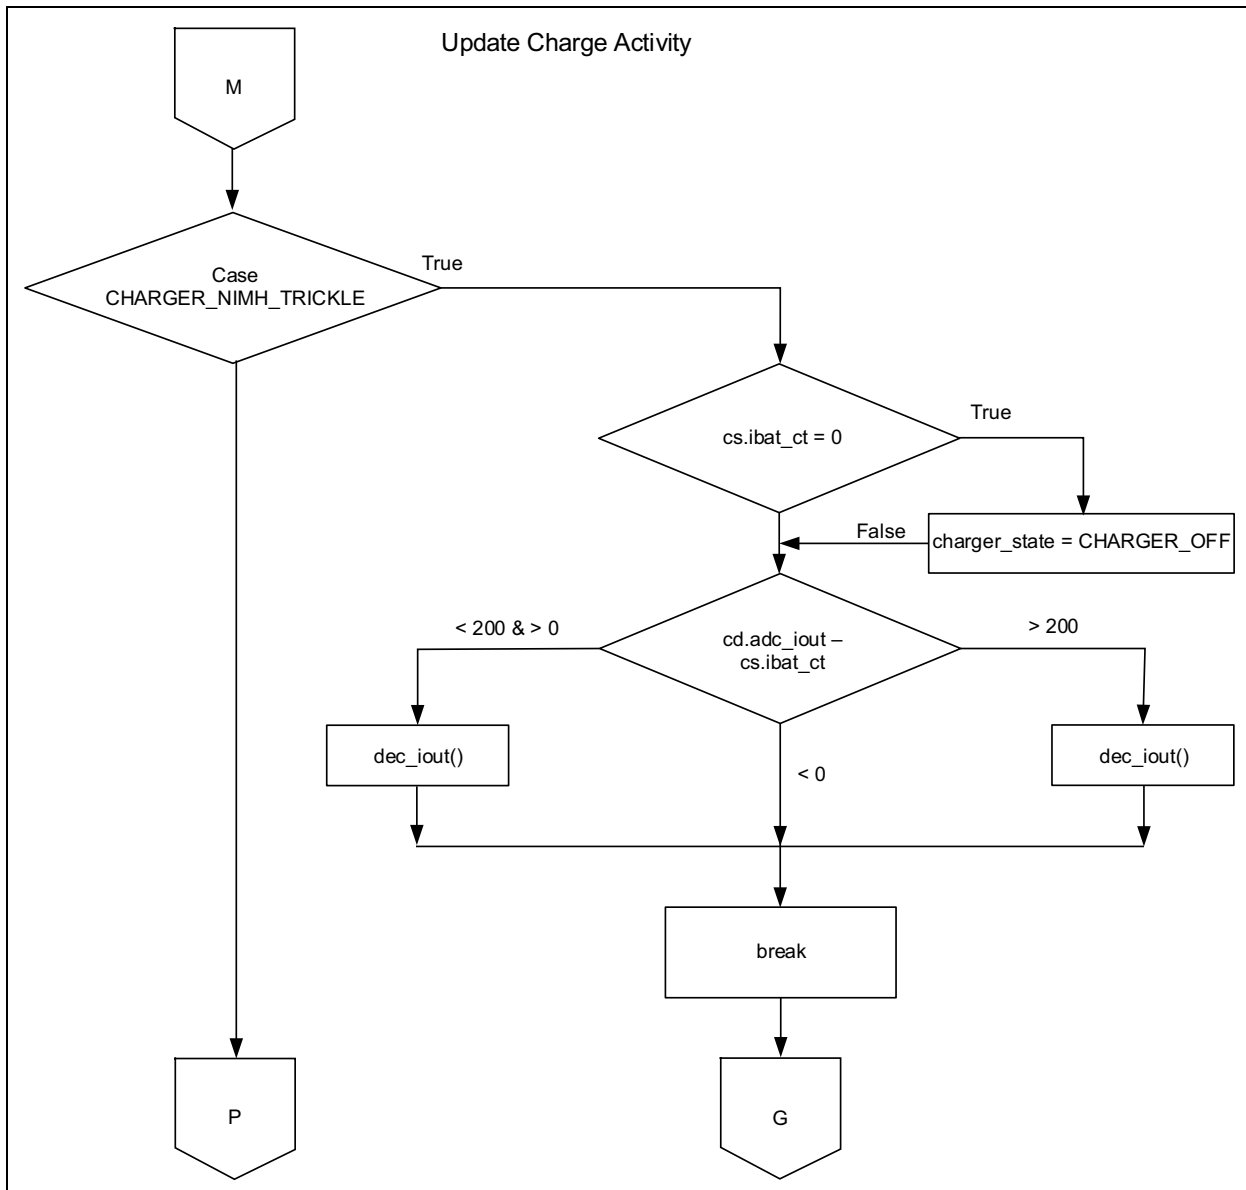 Update Charge Activity
M
True
Case
CHARGER_NIMH_TRICKLE
True
cs.ibat_ct = 0
False
charger_state = CHARGER_OFF
< 200 & > 0
cd.adc_iout –
cs.ibat_ct
> 200
dec_iout()
dec_iout()
< 0
break
P
G